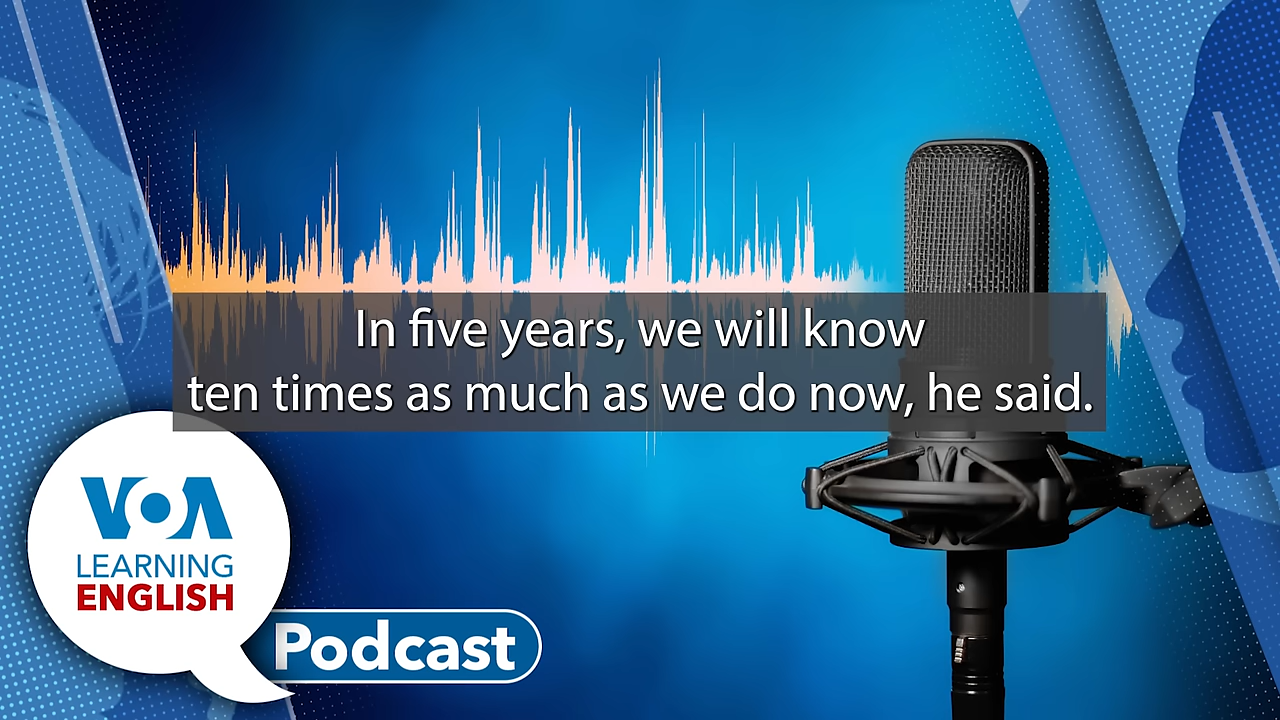 In five years, we will know
ten times as much as we do now, he said.
VOA
LEARNING
ENGLISH
Podcast